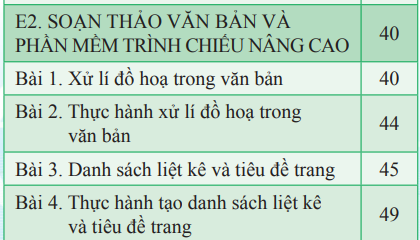 E2. SOẠN THẢO VĂN BẢN VÀ
PHẦN MỀM TRÌNH CHIẾU NÂNG CAO 40
Bài 1. Xử lí đồ hoạ trong văn bản 40
Bài 2. Thực hành xử lí đồ hoạ trong
văn bản 44
Bài 3. Danh sách liệt kê và tiêu đề trang 45
Bài 4. Thực hành tạo danh sách liệt kê
và tiêu đề trang 49